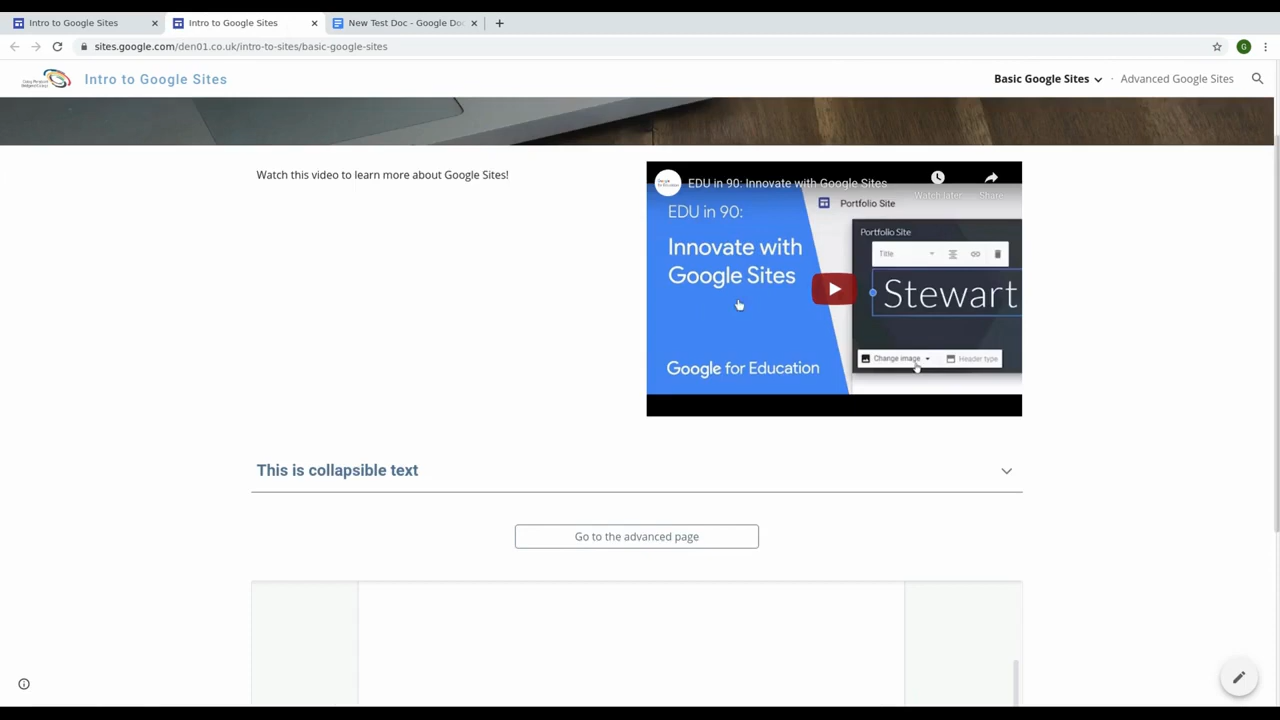 Intro to Google Sites
Intro to Google Sites
New Test Doc - Google Do
sites.google.com/den01.co.uk/intro-to-sites/basic-google-sites
G
Intro to Google Sites
Basic Google Sites
Advanced Google Sites
Watch this video to learn more about Google Sites!
EDU in 90: Innovate with Google Sites
Watch later
Share
EDU in 90:
Innovate with
Google Sites
Google for Education
Portfolio Site
Portfolio Site
Title
Stewart
Change image
Header type
This is collapsible text
Go to the advanced page